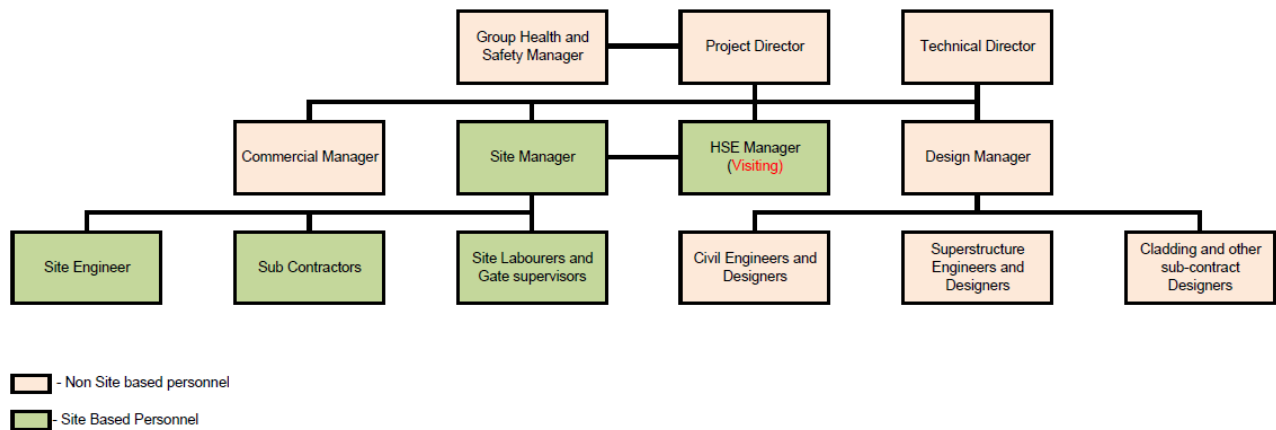 Group Health and
Safety Manager
Project Director
Technical Director
Commercial Manager
Site Manager
HSE Manager
(Visiting)
Design Manager
Site Engineer
Sub Contractors
Site Labourers and
Gate supervisors
Civil Engineers and
Designers
Superstructure
Engineers and
Designers
Cladding and other
sub-contract
Designers
- Non Site based personnel
- Site Based Personnel